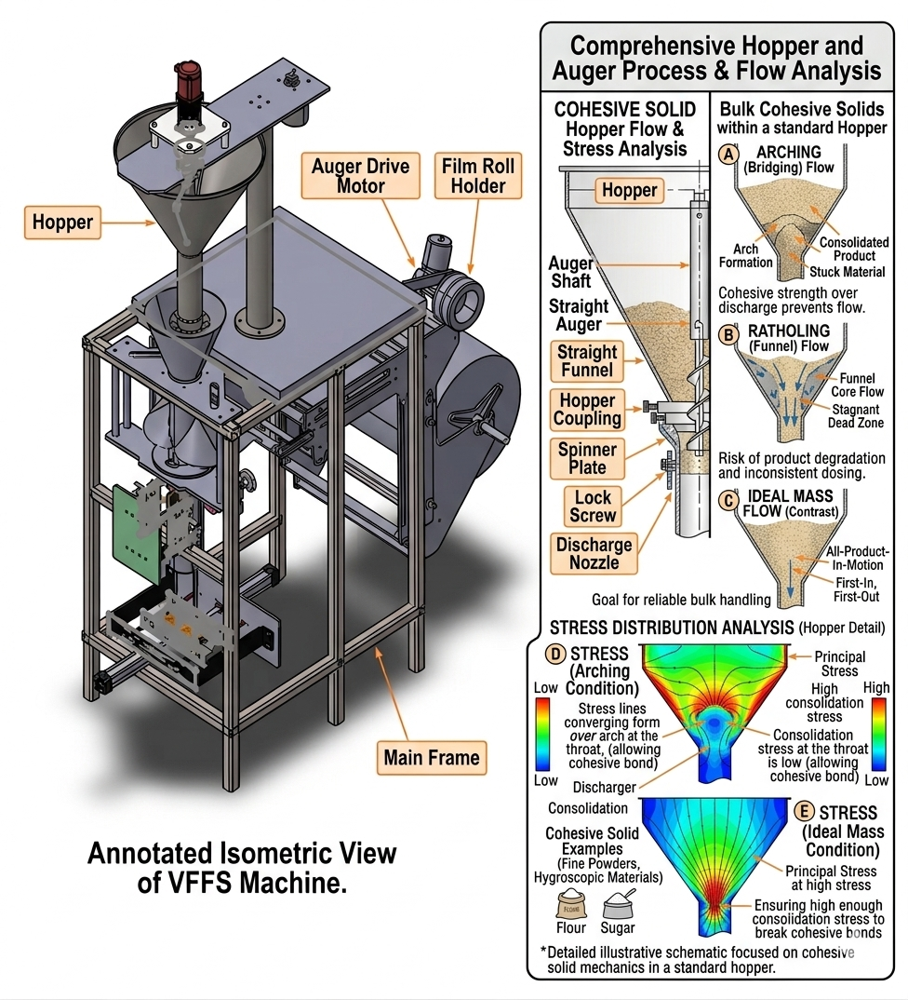 Hopper
Auger Drive
Motor
Film Roll
Holder
Main Frame
Annotated Isometric View
of VFFS Machine.
Comprehensive Hopper and
Auger Process & Flow Analysis
COHESIVE SOLID
Hopper Flow &
Stress Analysis
Hopper
Auger
Shaft
Straight
Auger
Straight
Funnel
Hopper
Coupling
Spinner
Plate
Lock
Screw
Discharge
Nozzle
Bulk Cohesive Solids
within a standard Hopper
A
ARCHING
(Bridging) Flow
Arch
Formation
Consolidated
Product
Stuck Material
Cohesive strength over
discharge prevents flow.
B
RATHOLING
(Funnel) Flow
Funnel
Core Flow
Stagnant
Dead Zone
Risk of product degradation
and inconsistent dosing.
C
IDEAL MASS
FLOW (Contrast)
All-Product-
In-Motion
First-In,
First-Out
Goal for reliable bulk handling
STRESS DISTRIBUTION ANALYSIS (Hopper Detail)
D
STRESS
(Arching
Condition)
Low
Low
Stress lines
converging form
over arch at the
throat, (allowing
cohesive bond)
Discharger
Principal
Stress
High
consolidation
stress
High
Low
Consolidation
stress at the throat
is low (allowing
cohesive bond)
Consolidation
Cohesive Solid
Examples
(Fine Powders,
Hygroscopic Materials)
FLOUR
Flour
Sugar
E
STRESS
(Ideal Mass
Condition)
Principal Stress
at high stress
Ensuring high enough
consolidation stress to
break cohesive bonds
*Detailed illustrative schematic focused on cohesive
solid mechanics in a standard hopper.